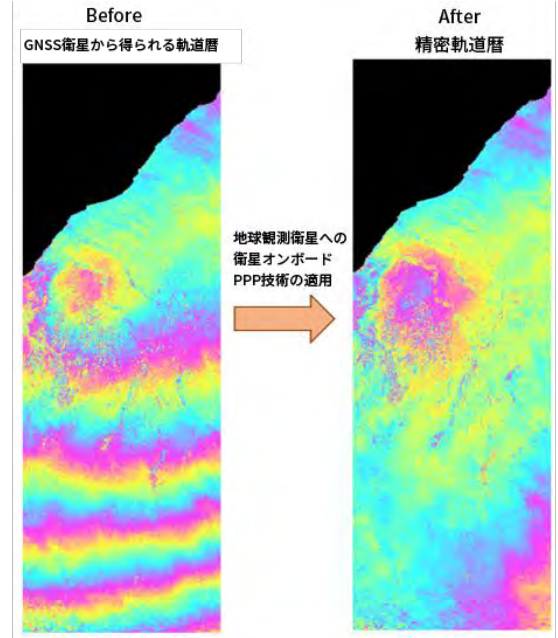 Before
GNSS衛星から得られる軌道暦
After
精密軌道暦
地球観測衛星への
衛星オンボード
PPP技術の適用